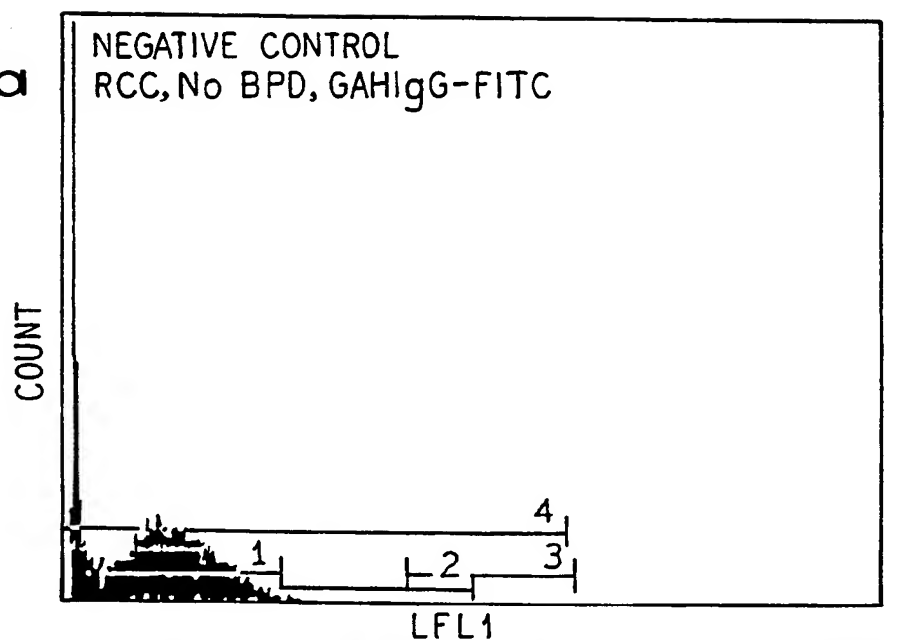 NEGATIVE CONTROL
a
RCC, No BPD, GAHIgG-FITC
COUNT
4
1
2
3
LFL1